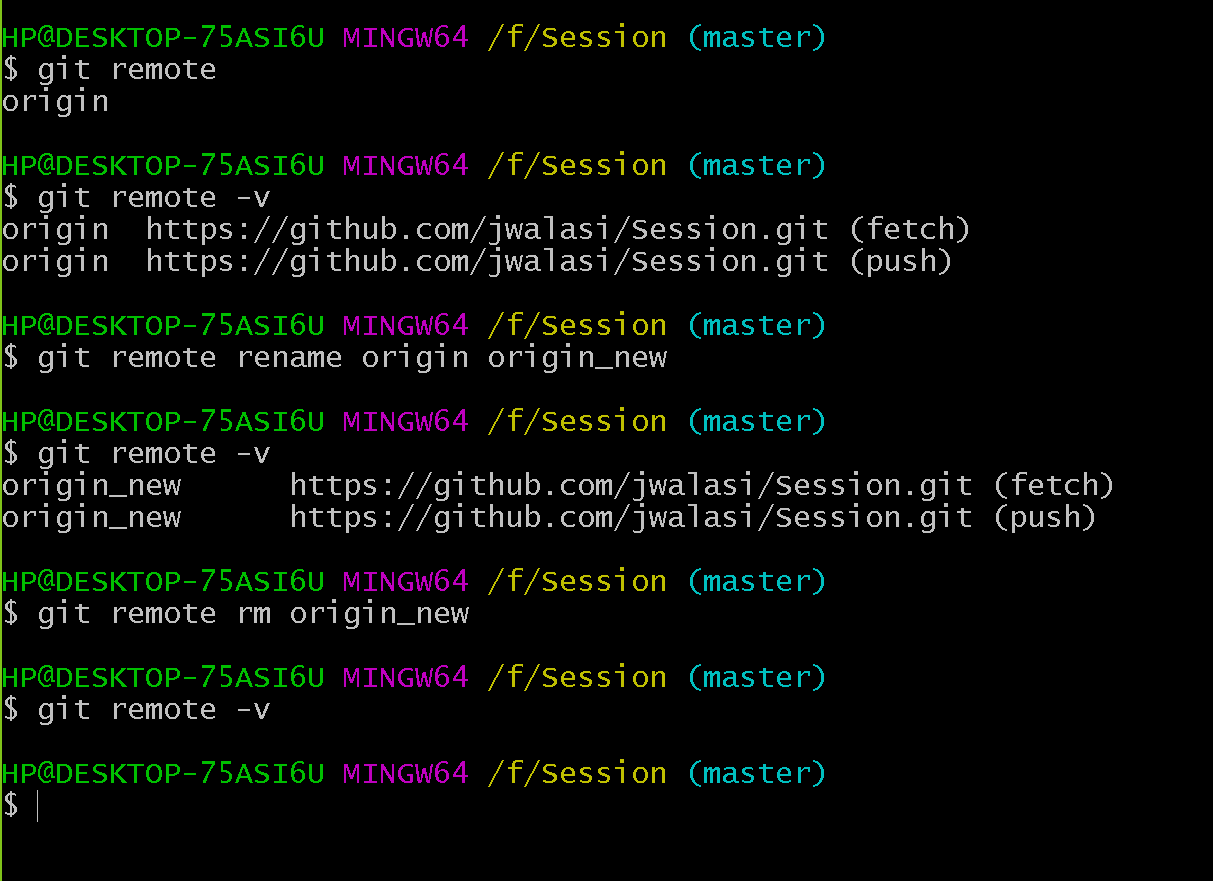 HP@DESKTOP-75ASI6U MINGW64 /f/Session (master)
$ git remote
origin
HP@DESKTOP-75ASI6U MINGW64 /f/Session (master)
$ git remote -v
origin  https://github.com/jwalasi/Session.git (fetch)
origin  https://github.com/jwalasi/Session.git (push)
HP@DESKTOP-75ASI6U MINGW64 /f/Session (master)
$ git remote rename origin origin_new
HP@DESKTOP-75ASI6U MINGW64 /f/Session (master)
$ git remote -v
origin_new      https://github.com/jwalasi/Session.git (fetch)
origin_new      https://github.com/jwalasi/Session.git (push)
HP@DESKTOP-75ASI6U MINGW64 /f/Session (master)
$ git remote rm origin_new
HP@DESKTOP-75ASI6U MINGW64 /f/Session (master)
$ git remote -v
HP@DESKTOP-75ASI6U MINGW64 /f/Session (master)
$